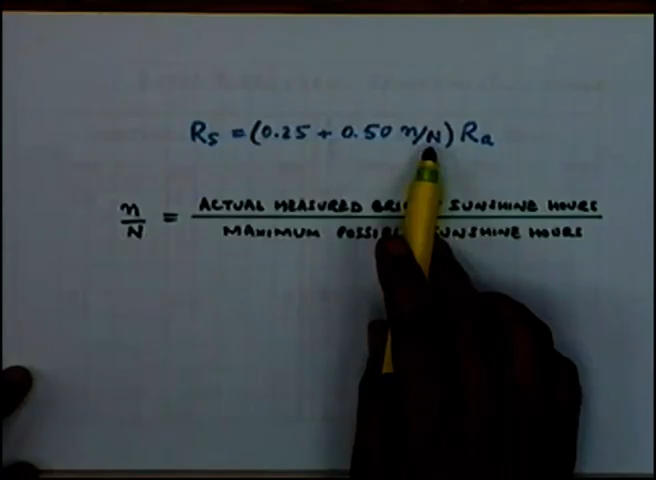 Rs = (0.25 + 0.50 n/N) Ra
n/N = ACTUAL MEASURED SUNSHINE HOURS
MAXIMUM SUNSHINE HOURS